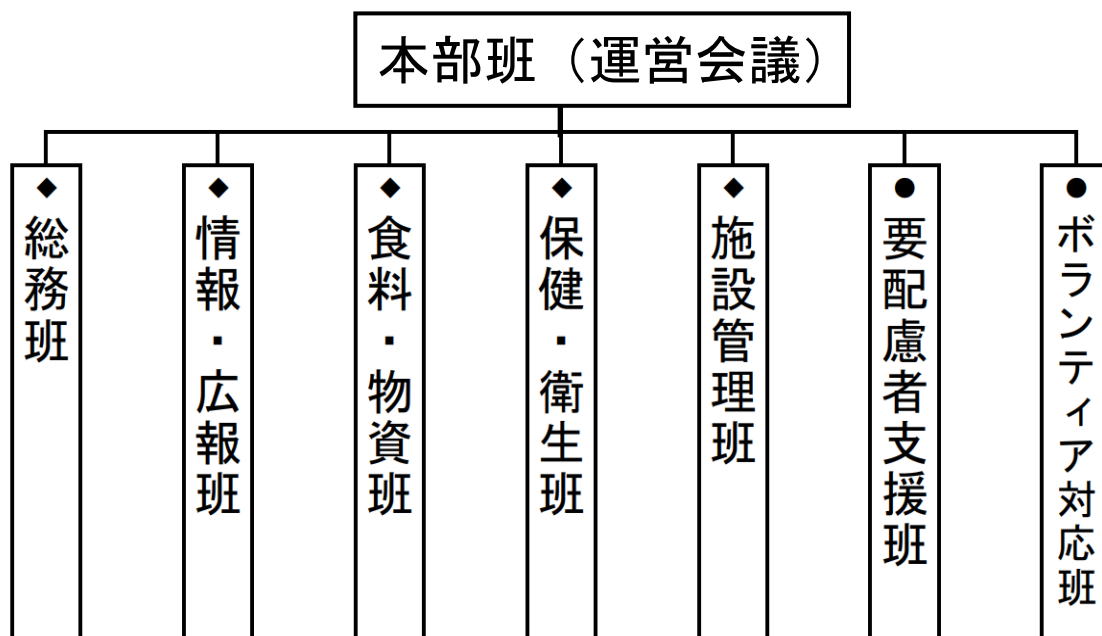 本部班（運営会議）
◆総務班
◆情報・広報班
◆食料・物資班
◆保健・衛生班
◆施設管理班
●要配慮者支援班
●ボランティア対応班